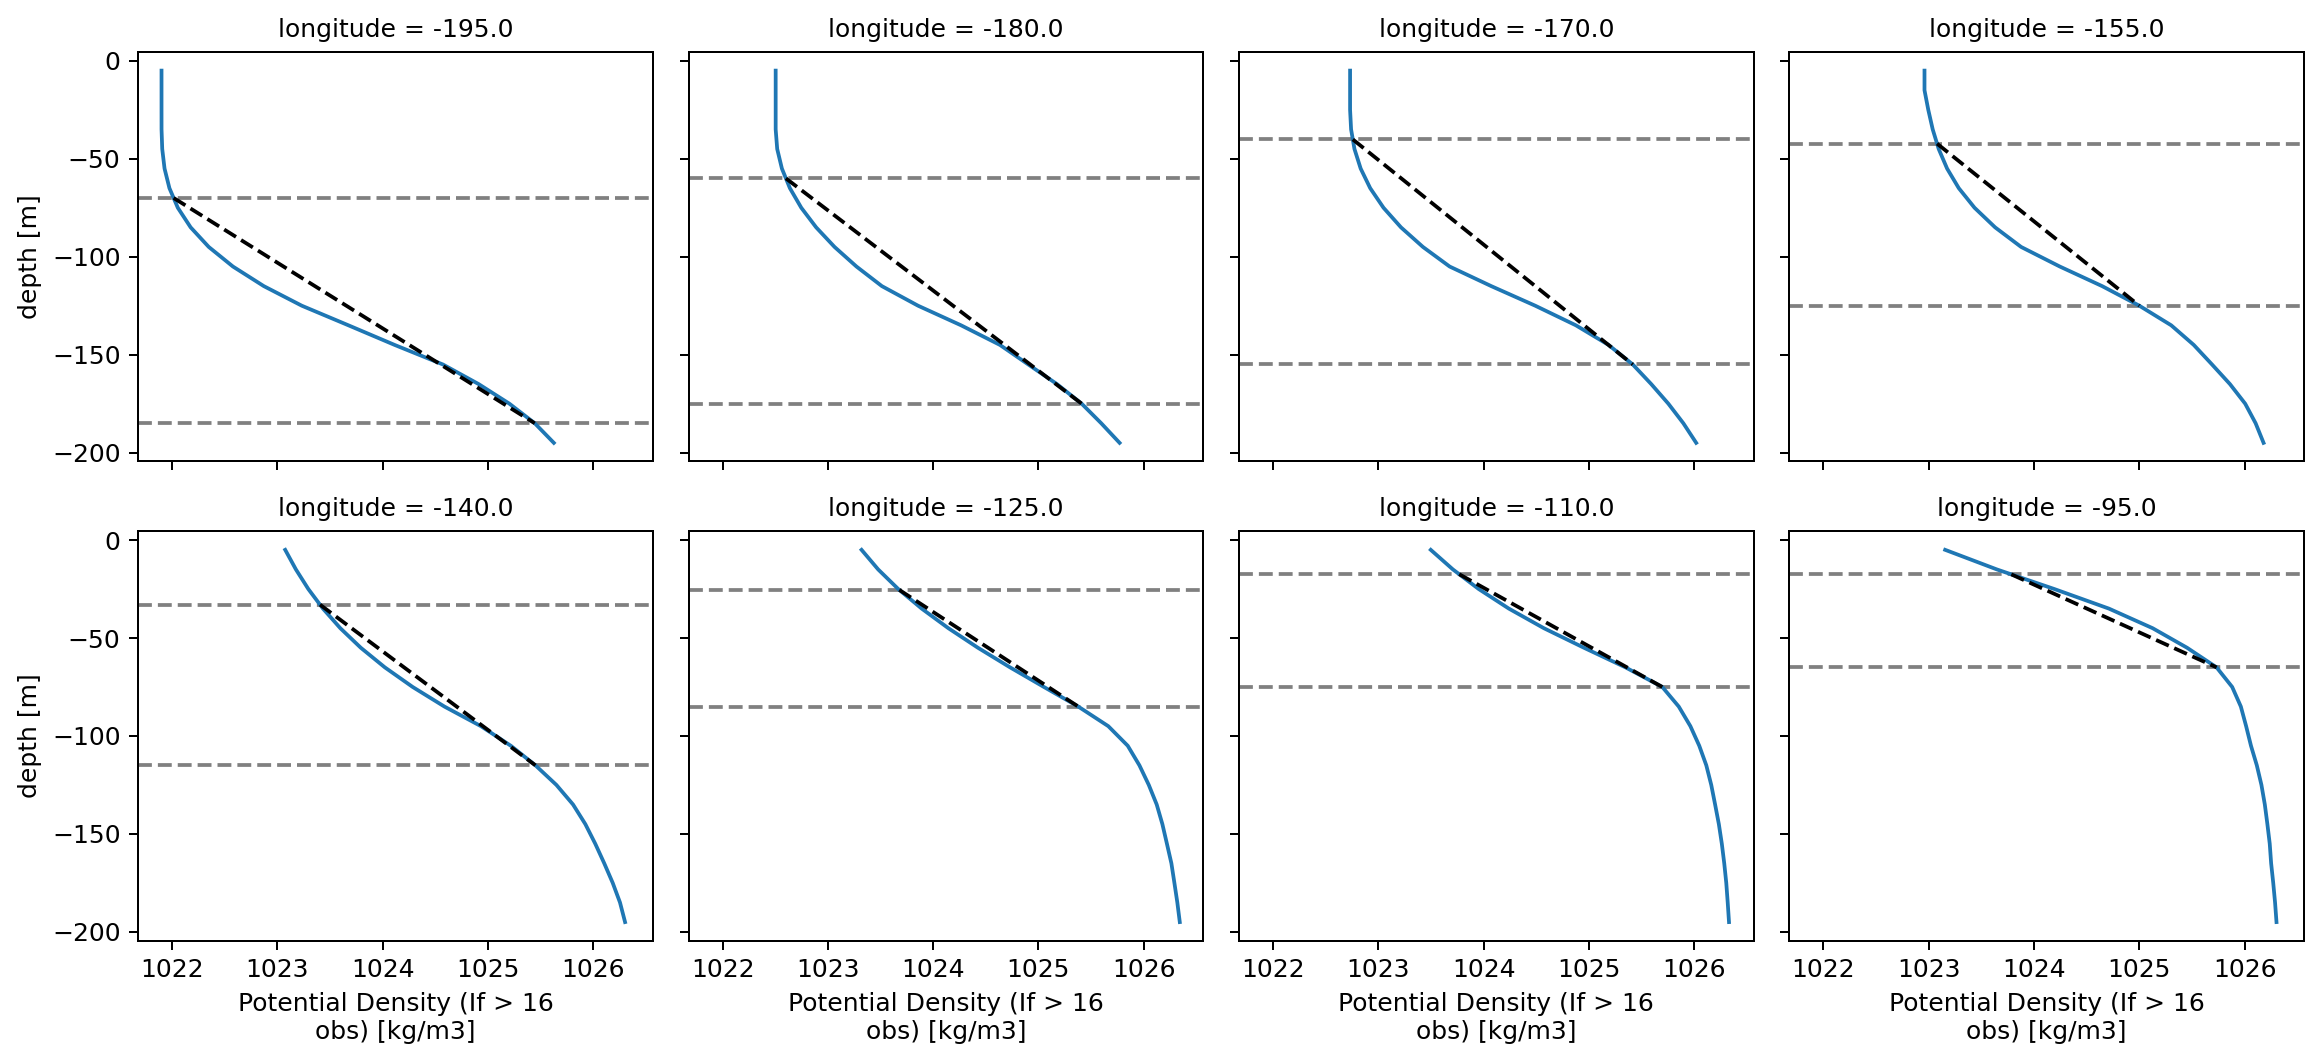 longitude = -195.0
longitude = -180.0
longitude = -170.0
longitude = -155.0
0
−50
−100
−150
−200
depth [m]
longitude = -140.0
longitude = -125.0
longitude = -110.0
longitude = -95.0
0
−50
−100
−150
−200
depth [m]
1022 1023 1024 1025 1026
1022 1023 1024 1025 1026
1022 1023 1024 1025 1026
1022 1023 1024 1025 1026
Potential Density (If > 16
obs) [kg/m3]
Potential Density (If > 16
obs) [kg/m3]
Potential Density (If > 16
obs) [kg/m3]
Potential Density (If > 16
obs) [kg/m3]